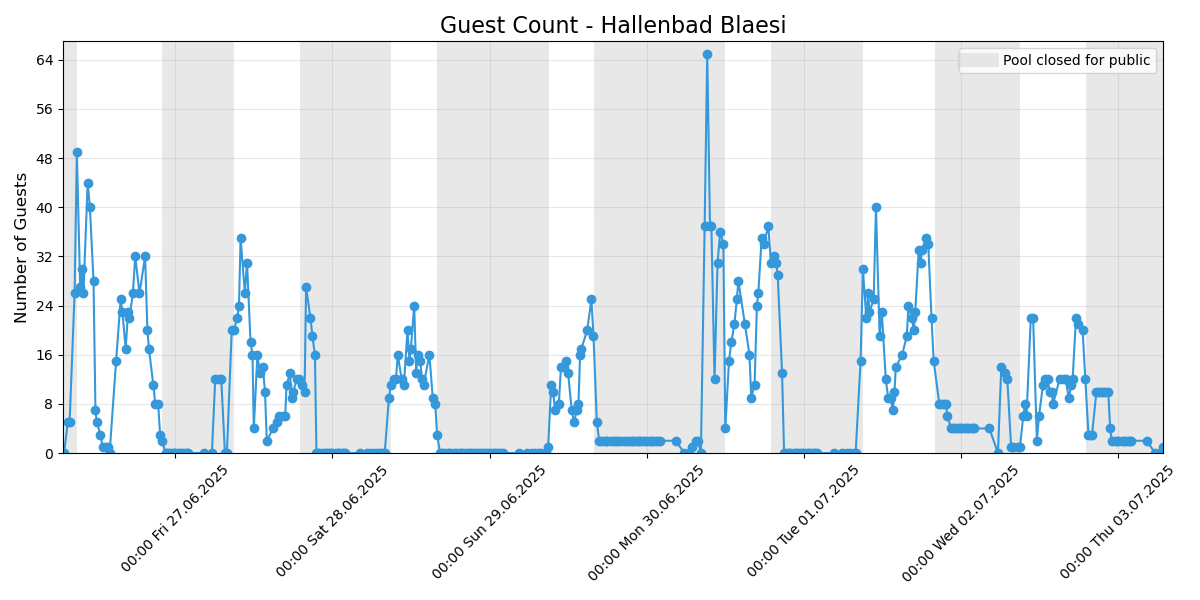 Guest Count - Hallenbad Blaesi
Pool closed for public
Number of Guests
64
56
48
40
32
24
16
8
0
00:00 Fri 27.06.2025
00:00 Sat 28.06.2025
00:00 Sun 29.06.2025
00:00 Mon 30.06.2025
00:00 Tue 01.07.2025
00:00 Wed 02.07.2025
00:00 Thu 03.07.2025